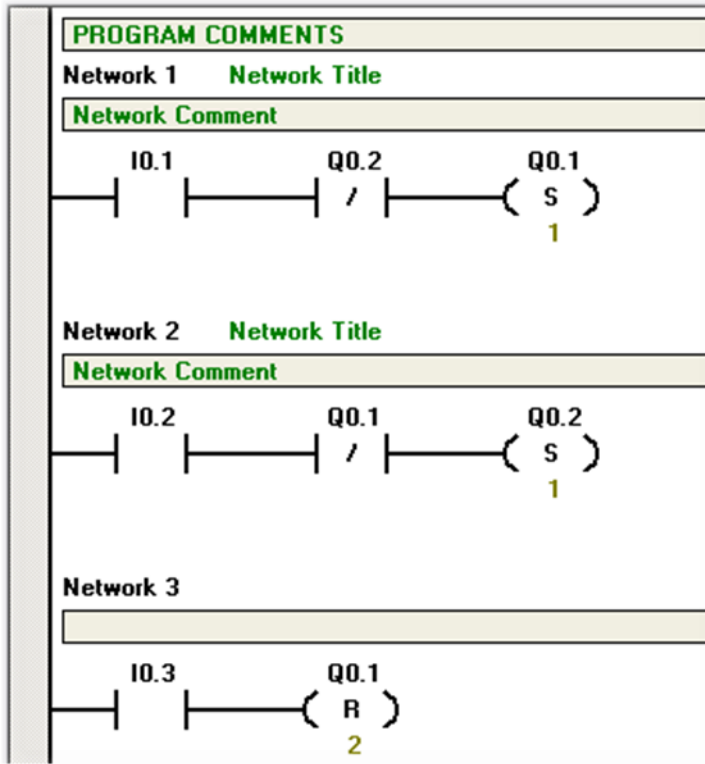 PROGRAM COMMENTS
Network 1 Network Title
Network Comment
I0.1 Q0.2 Q0.1
/ S
1
Network 2 Network Title
Network Comment
I0.2 Q0.1 Q0.2
/ S
1
Network 3
I0.3 Q0.1
R
2